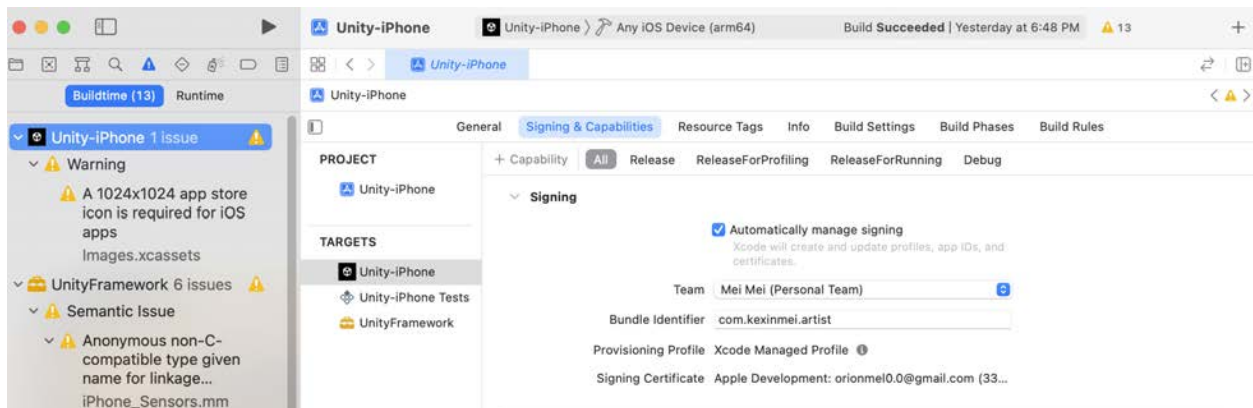 Unity-iPhone
Unity-iPhone 〉 Any iOS Device (arm64)
Build Succeeded | Yesterday at 6:48 PM
13
Unity-iPhone
Buildtime (13)
Runtime
Unity-iPhone
Unity-iPhone 1 issue
Warning
A 1024x1024 app store
icon is required for iOS
apps
Images.xcassets
UnityFramework 6 issues
Semantic Issue
Anonymous non-C-
compatible type given
name for linkage...
iPhone_Sensors.mm
General
Signing & Capabilities
Resource Tags
Info
Build Settings
Build Phases
Build Rules
PROJECT
Unity-iPhone
TARGETS
Unity-iPhone
Unity-iPhone Tests
UnityFramework
+ Capability
All
Release
ReleaseForProfiling
ReleaseForRunning
Debug
Signing
Automatically manage signing
Xcode will create and update profiles, app IDs, and
certificates.
Team
Mei Mei (Personal Team)
Bundle Identifier
com.kexinmei.artist
Provisioning Profile
Xcode Managed Profile
Signing Certificate
Apple Development: orionmel0.0@gmail.com (33...